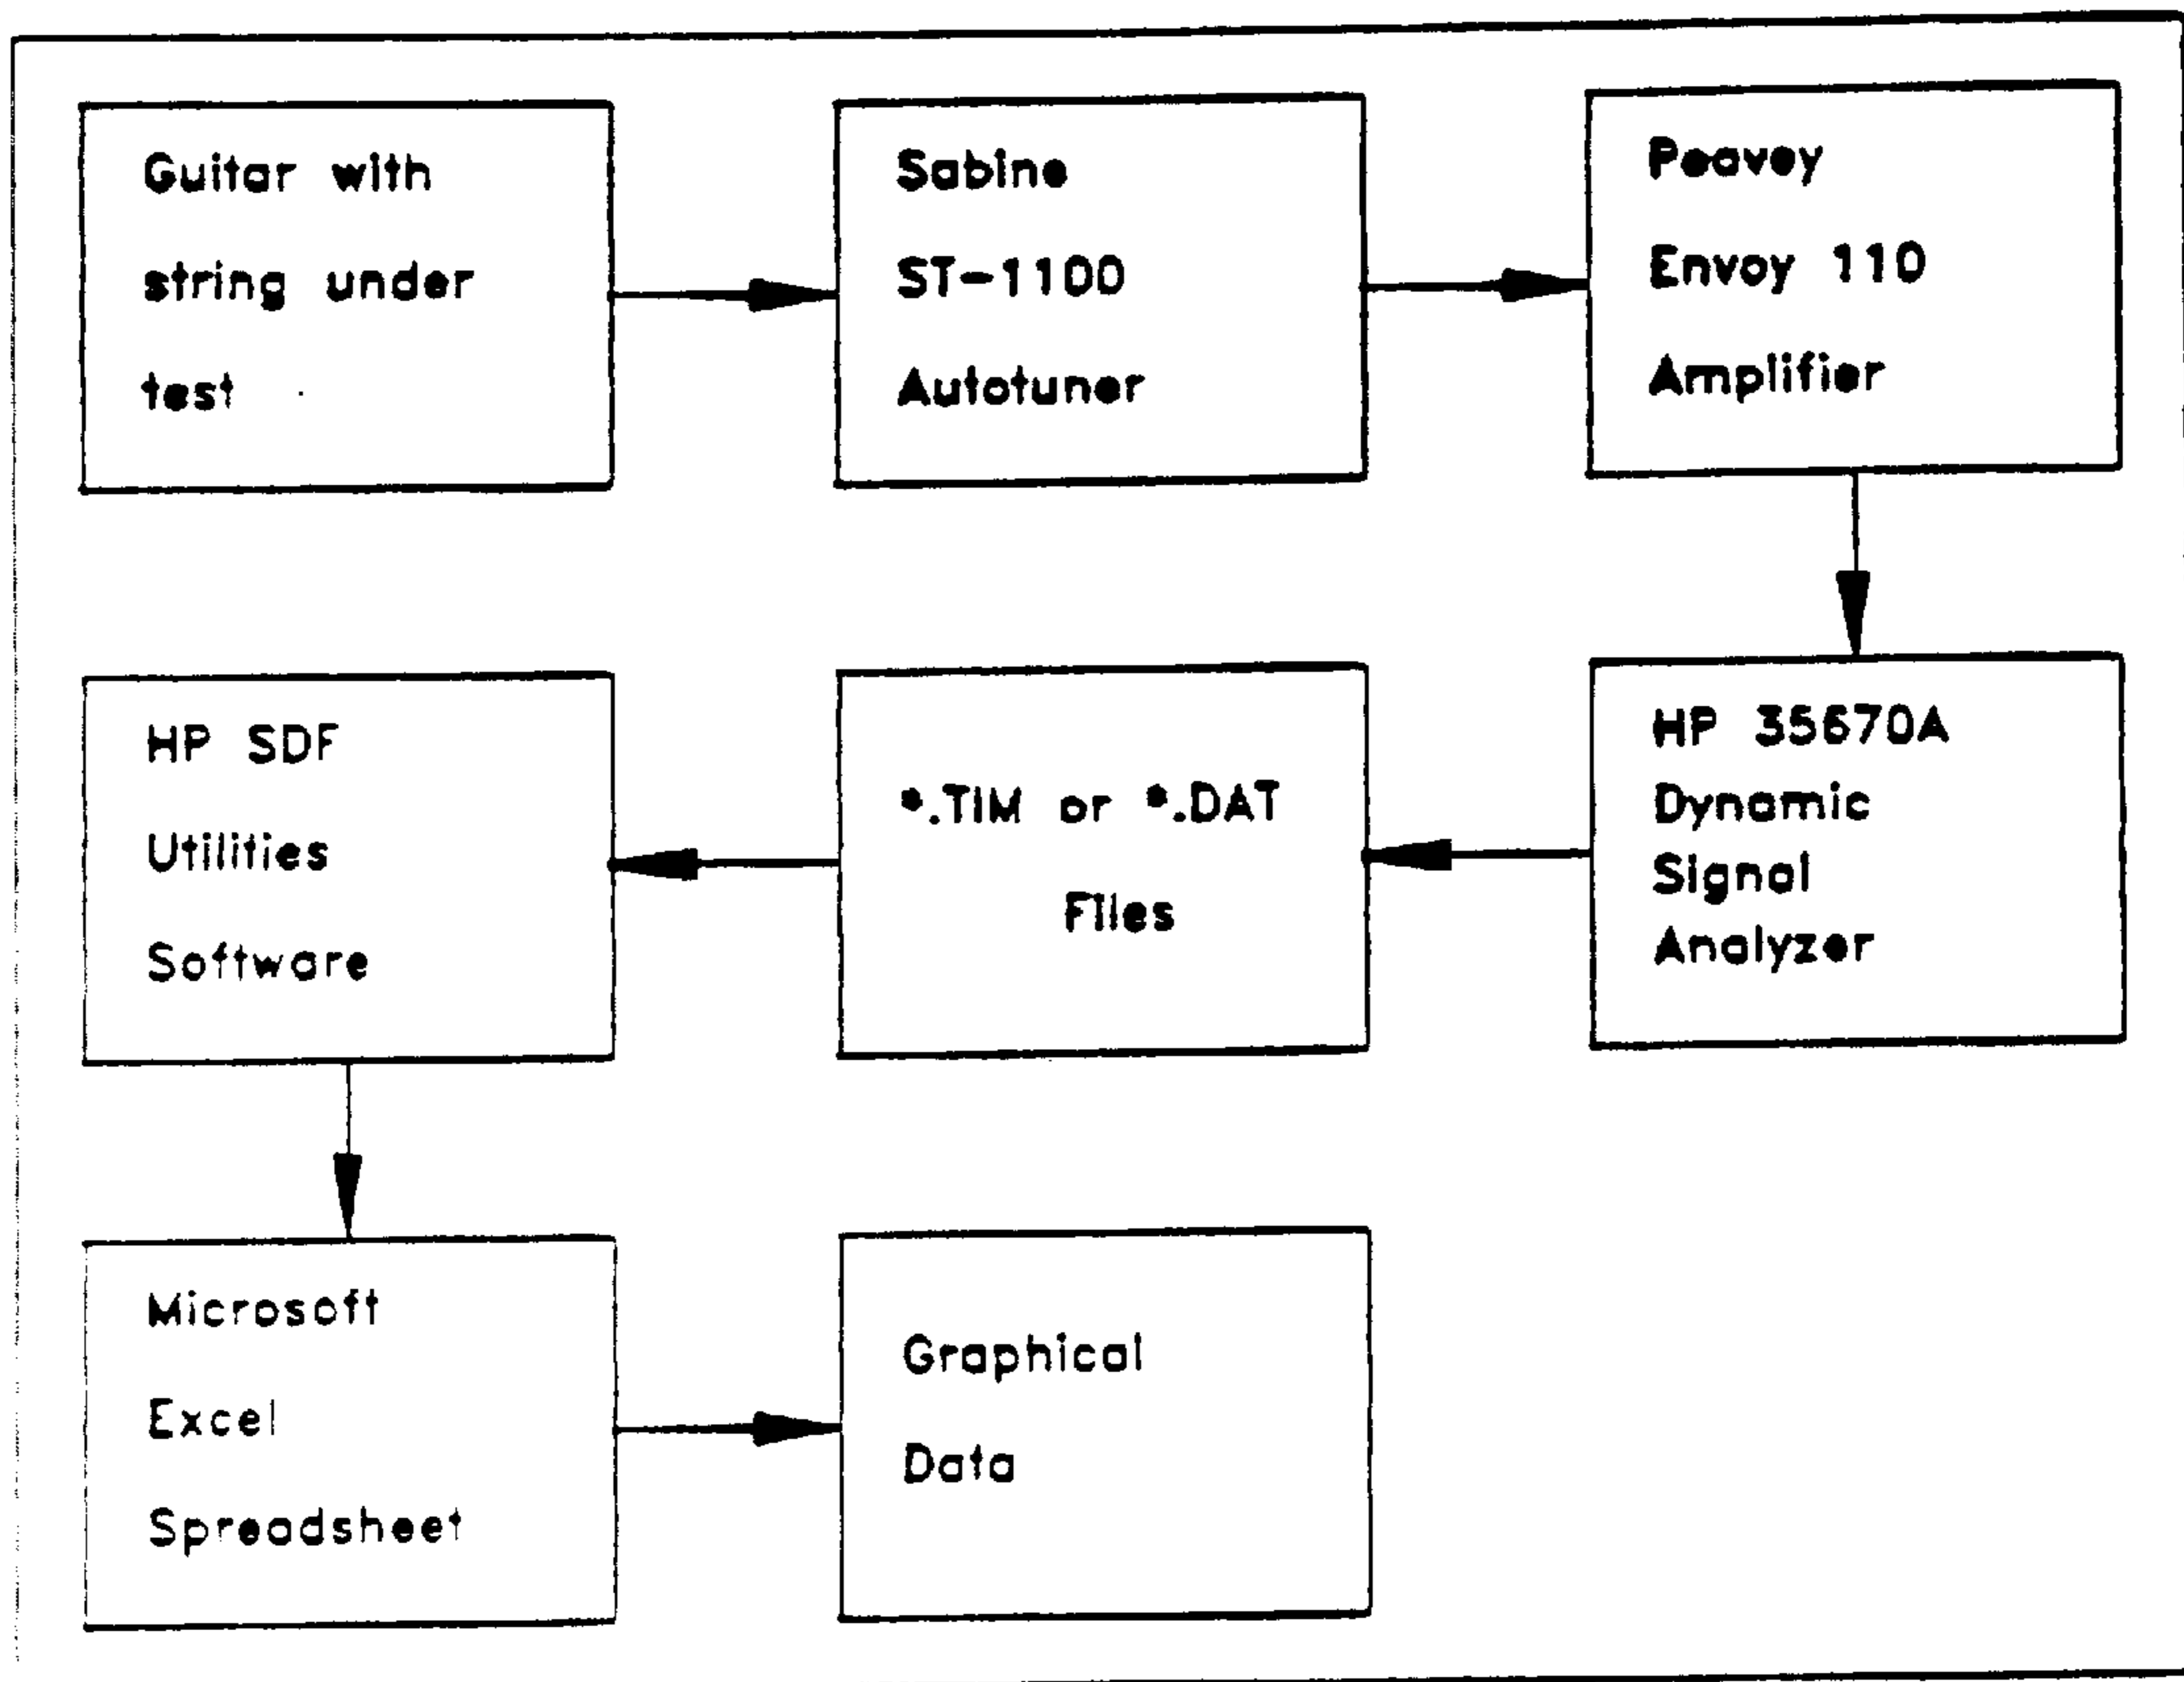 Guitar with
string under
test
Sabine
ST-1100
Autotuner
Peavey
Envoy 110
Amplifier
HP 35670A
Dynamic
Signal
Analyzer
*.TIM or *.DAT
Files
HP SDF
Utilities
Software
Microsoft
Excel
Spreadsheet
Graphical
Data